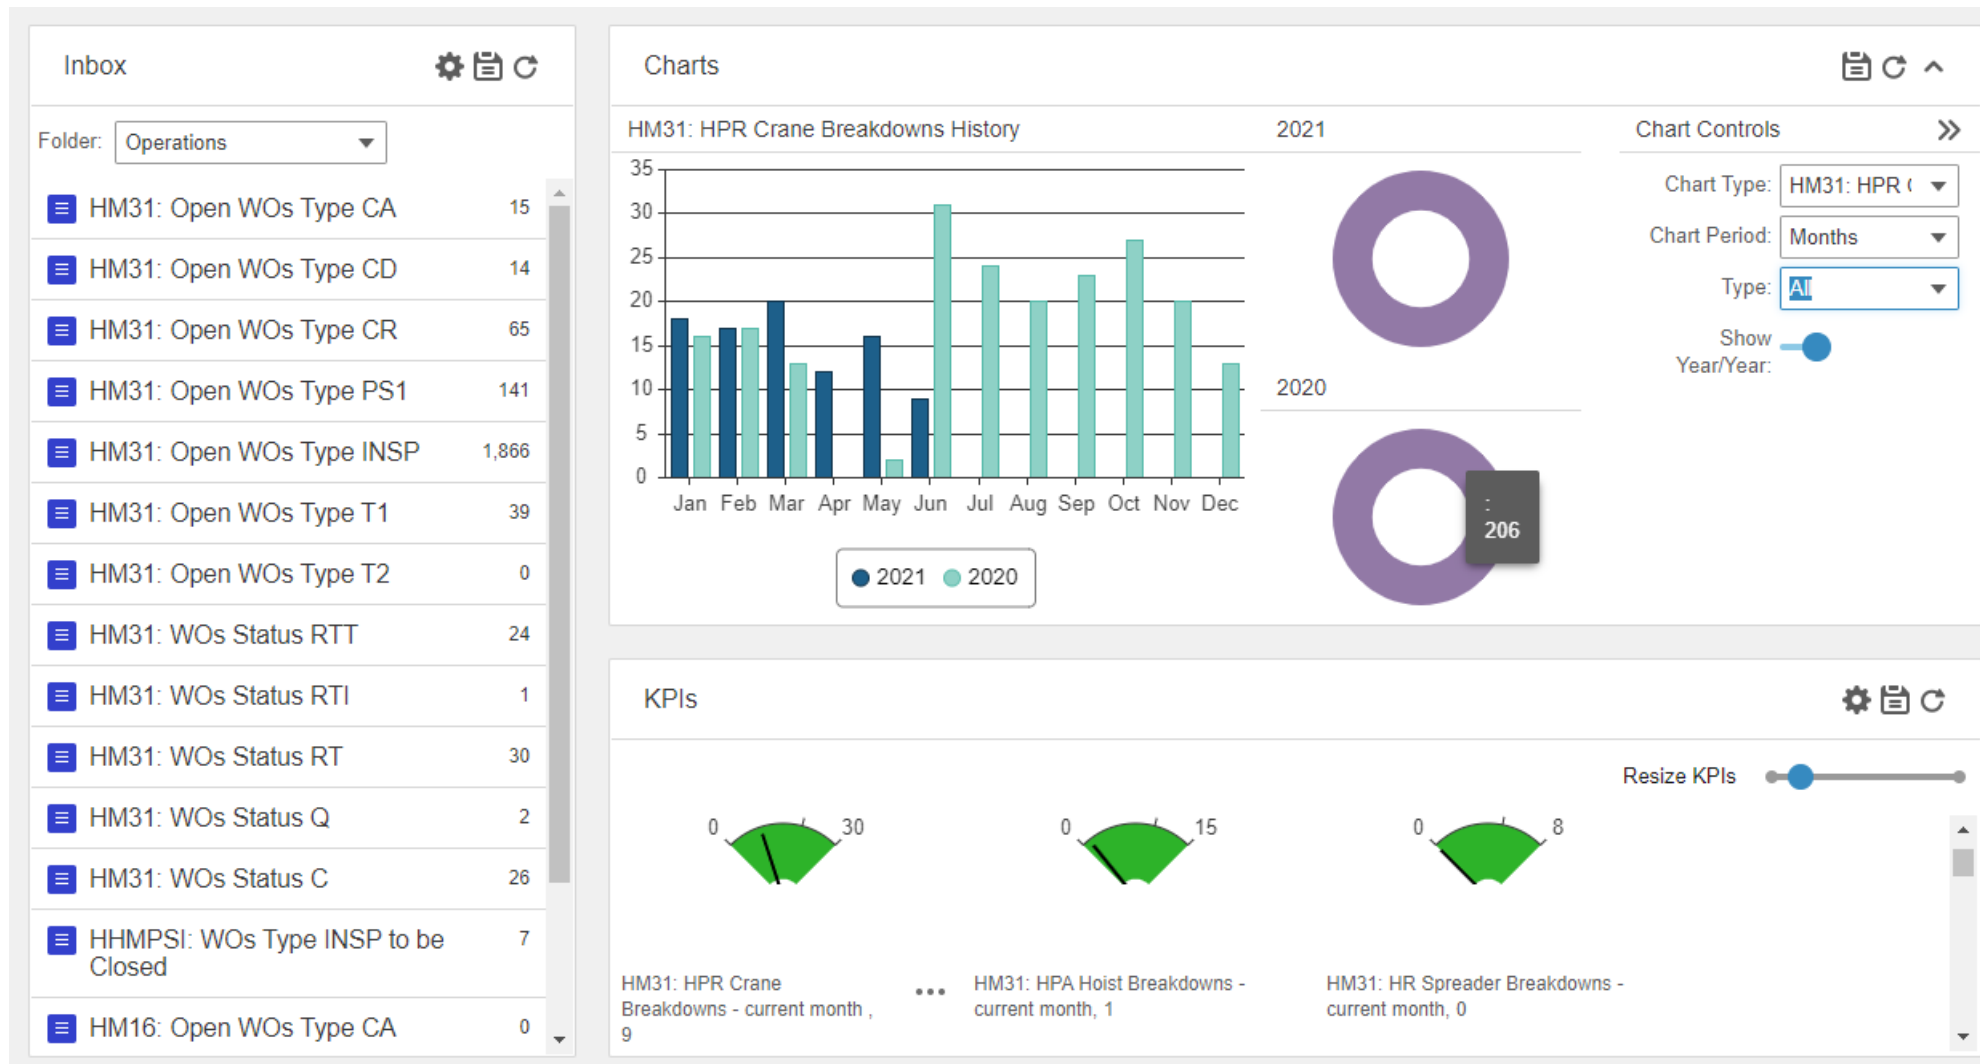 Inbox
Folder:
Operations
HM31: Open WOs Type CA 15
HM31: Open WOs Type CD 14
HM31: Open WOs Type CR 65
HM31: Open WOs Type PS1 141
HM31: Open WOs Type INSP 1,866
HM31: Open WOs Type T1 39
HM31: Open WOs Type T2 0
HM31: WOs Status RTT 24
HM31: WOs Status RTI 1
HM31: WOs Status RT 30
HM31: WOs Status Q 2
HM31: WOs Status C 26
HHMPSI: WOs Type INSP to be 7
Closed
HM16: Open WOs Type CA 0
Charts
HM31: HPR Crane Breakdowns History
35
30
25
20
15
10
5
0
Jan Feb Mar Apr May Jun Jul Aug Sep Oct Nov Dec
2021 2020
2021
2020
:
206
Chart Controls
Chart Type: HM31: HPR (
Chart Period: Months
Type: All
Show
Year/Year:
KPIs
Resize KPIs
0 30
HM31: HPR Crane
Breakdowns - current month ,
9
0 15
HM31: HPA Hoist Breakdowns -
current month, 1
0 8
HM31: HR Spreader Breakdowns -
current month, 0